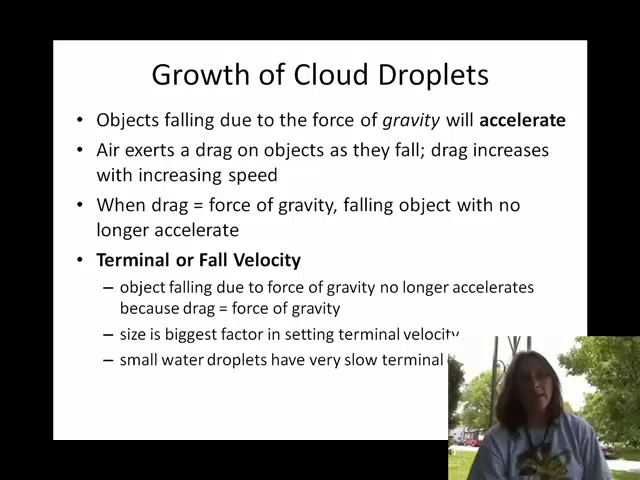 Growth of Cloud Droplets
• Objects falling due to the force of gravity will accelerate
• Air exerts a drag on objects as they fall; drag increases
with increasing speed
• When drag = force of gravity, falling object with no
longer accelerate
• Terminal or Fall Velocity
– object falling due to force of gravity no longer accelerates
because drag = force of gravity
– size is biggest factor in setting terminal velocity
– small water droplets have very slow terminal